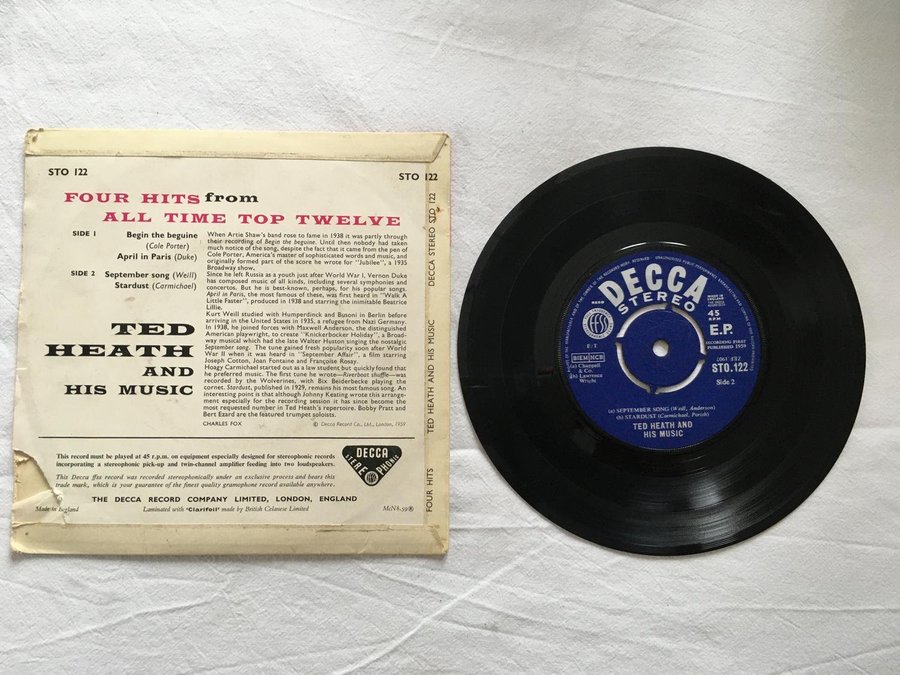 STO 122
STO 122
FOUR HITS from
ALL TIME TOP TWELVE
SIDE 1 Begin the beguine
(Cole Porter)
April in Paris (Duke)
SIDE 2 September song (Weill)
Stardust (Carmichael)
TED
HEATH
AND
HIS MUSIC
When Artie Shaw's band rose to fame in 1938 it was partly through
their recording of Begin the beguine. Until then nobody had taken
much notice of the song, despite the fact that it came from the pen of
Cole Porter, America's master of sophisticated words and music, and
originally formed part of the score he wrote for "Jubilee", a 1935
Broadway show.
Since he left Russia as a youth just after World War I, Vernon Duke
has composed music of all kinds, including several symphonies and
concertos. But he is best-known, perhaps, for his popular songs.
April in Paris, the most famous of these, was first heard in "Walk A
Little Faster", produced in 1938 and starring the inimitable Beatrice
Lillie.
Kurt Weill studied with Humperdinck and Busoni in Berlin before
arriving in the United States in 1935, a refugee from Nazi Germany.
In 1938, he joined forces with Maxwell Anderson, the distinguished
American playwright, to create "Knickerbocker Holiday", a Broad-
way musical which had the late Walter Huston singing the nostalgic
September song. The tune gained fresh popularity soon after World
War II when it was heard in "September Affair", a film starring
Joseph Cotton, Joan Fontaine and Françoise Rosay.
Hoagy Carmichael started out as a law student but quickly found that
he preferred music. The first tune he wrote—Riverboat shuffle—was
recorded by the Wolverines, with Bix Beiderbecke playing the
cornet. Stardust, published in 1929, remains his most famous song. An
interesting point is that although Johnny Keating wrote this arrange-
ment especially for the recording session it has since become the
most requested number in Ted Heath's repertoire. Bobby Pratt and
Bert Ezard are the featured trumpet soloists.
CHARLES FOX
© Decca Record Co., Ltd., London, 1959
This record must be played at 45 r.p.m. on equipment especially designed for stereophonic records
incorporating a stereophonic pick-up and twin-channel amplifier feeding into two loudspeakers.
This Decca ffss record was recorded stereophonically under an exclusive process and bears this
trade mark, which is your guarantee of the finest quality gramophone record available anywhere.
DECCA
STEREOPHONIC
THE DECCA RECORD COMPANY LIMITED, LONDON, ENGLAND
Made in England
Laminated with "Clarifoil" made by British Celanese Limited
McN8-59®
FOUR HITS TED HEATH AND HIS MUSIC DECCA STEREO STO 122
DECCA
STEREO
REGD
MADE IN
ENGLAND
FFSS
45
RPM
E.P.
RECORDING FIRST
PUBLISHED 1959
E/T
BIEM NCB
(a) Chappell
& Co.
(b) Lawrence
Wright
STO.122
Side 2
(a) SEPTEMBER SONG (Weill, Anderson)
(b) STARDUST (Carmichael, Parish)
TED HEATH AND
HIS MUSIC